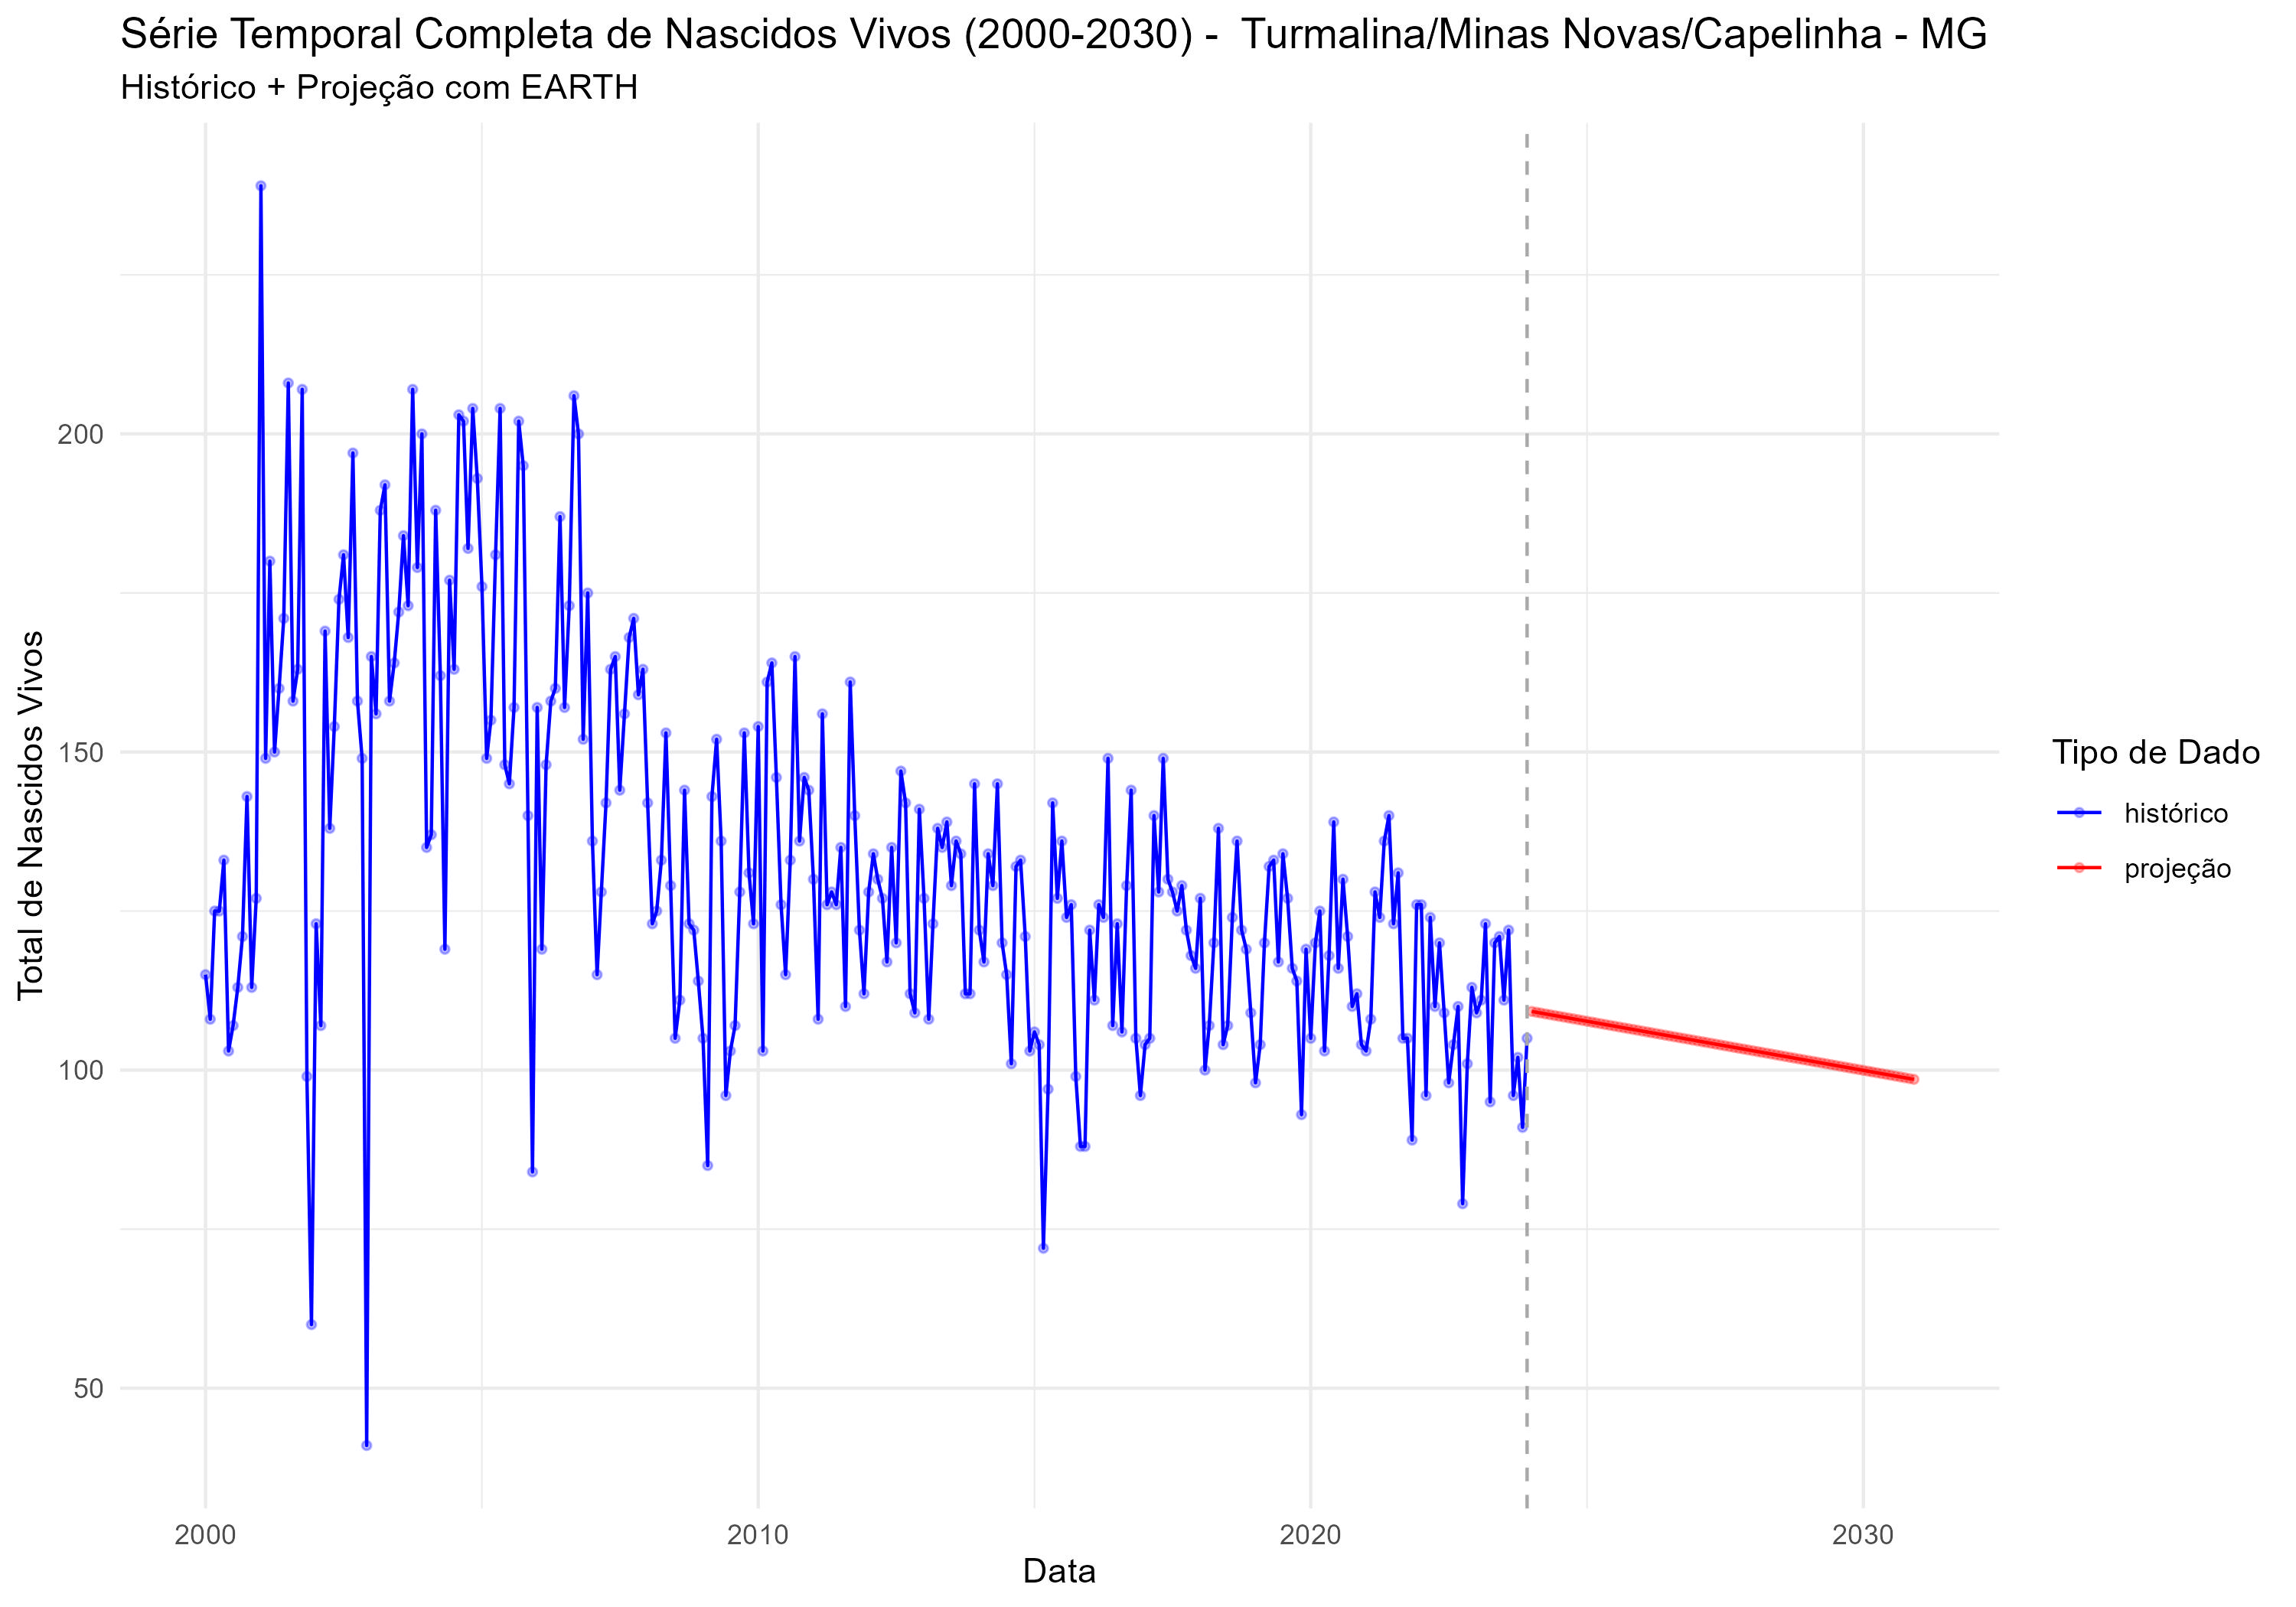 Série Temporal Completa de Nascidos Vivos (2000-2030) -  Turmalina/Minas Novas/Capelinha - MG
Histórico + Projeção com EARTH
Total de Nascidos Vivos
200
150
100
50
2000
2010
2020
2030
Data
Tipo de Dado
histórico
projeção